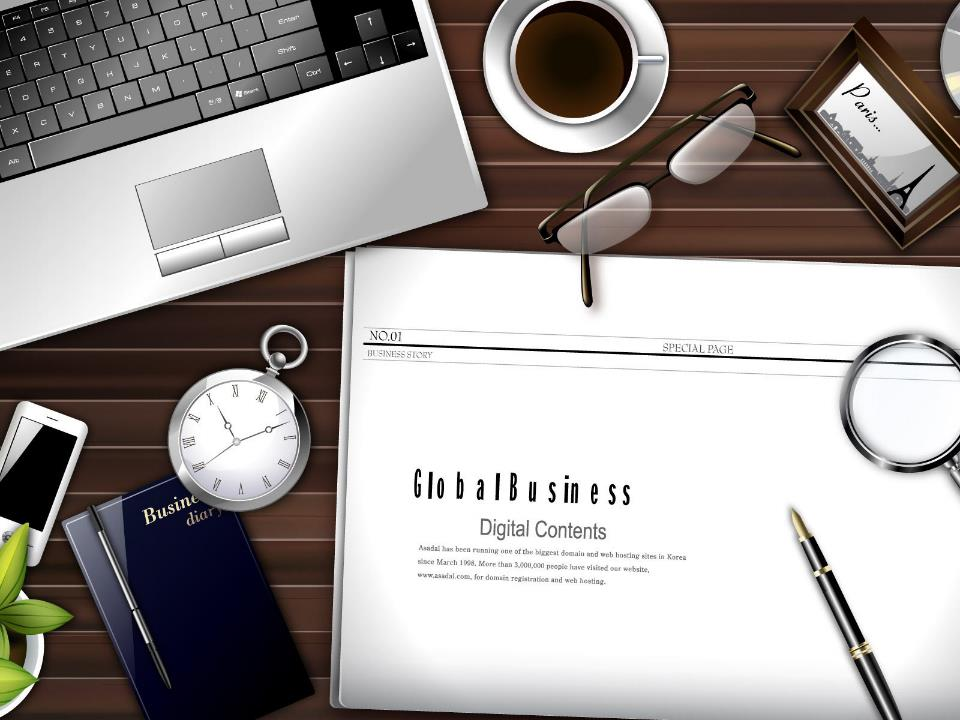 Enter
Shift
Ctrl
Start
Alt
Paris...
NO.01
SPECIAL PAGE
BUSINESS STORY
Busine
diary
GlobalBusiness
Digital Contents
Asadal has been running one of the biggest domain and web hosting sites in Korea
since March 1998. More than 3,000,000 people have visited our website,
www.asadal.com, for domain registration and web hosting.